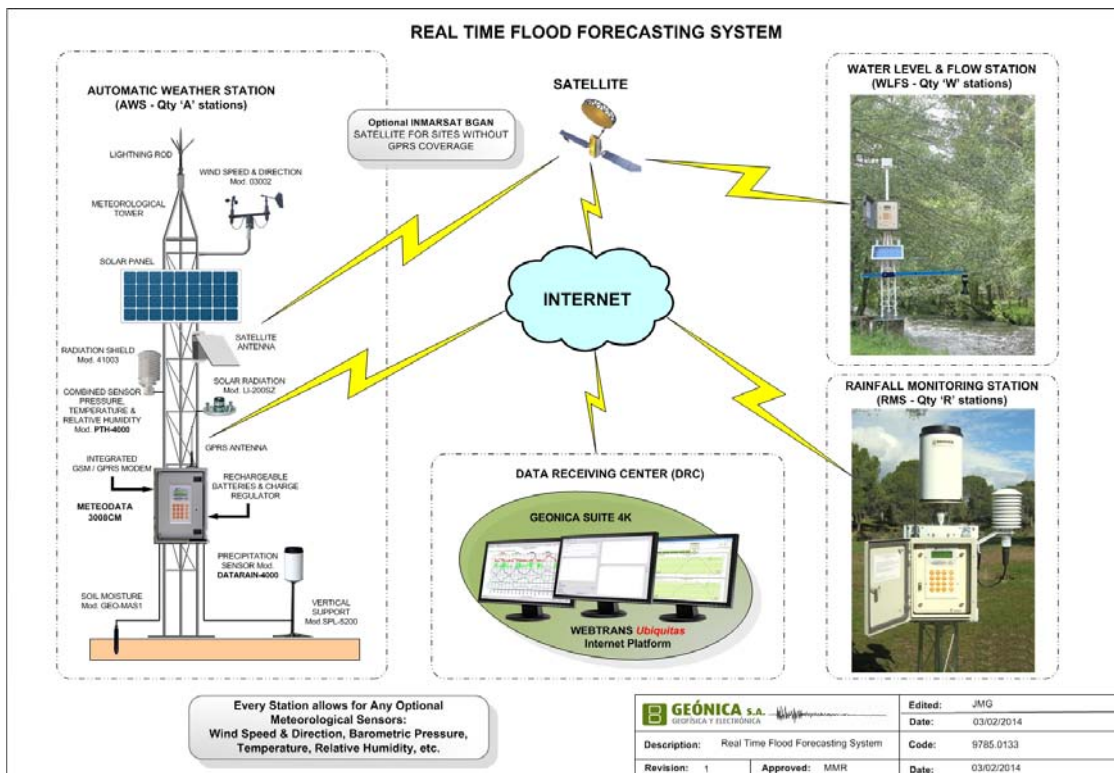 REAL TIME FLOOD FORECASTING SYSTEM
AUTOMATIC WEATHER STATION
(AWS - Qty 'A' stations)
LIGHTNING ROD
WIND SPEED & DIRECTION
Mod. 03002
METEOROLOGICAL
TOWER
SOLAR PANEL
SATELLITE
ANTENNA
RADIATION SHIELD
Mod. 41003
SOLAR RADIATION
Mod. LI-200SZ
COMBINED SENSOR
PRESSURE,
TEMPERATURE &
RELATIVE HUMIDITY
Mod. PTH-4000
GPRS ANTENNA
INTEGRATED
GSM / GPRS MODEM
RECHARGEABLE
BATTERIES & CHARGE
REGULATOR
METEODATA
3008CM
PRECIPITATION
SENSOR Mod.
DATARAIN-4000
SOIL MOISTURE
Mod. GEO-MAS1
VERTICAL
SUPPORT
Mod SPL-5200
Optional INMARSAT BGAN
SATELLITE FOR SITES WITHOUT
GPRS COVERAGE
SATELLITE
INTERNET
WATER LEVEL & FLOW STATION
(WLFS - Qty 'W' stations)
RAINFALL MONITORING STATION
(RMS - Qty 'R' stations)
DATA RECEIVING CENTER (DRC)
GEONICA SUITE 4K
WEBTRANS Ubiquitas
Internet Platform
Every Station allows for Any Optional
Meteorological Sensors:
Wind Speed & Direction, Barometric Pressure,
Temperature, Relative Humidity, etc.
GEÓNICA S.A.
GEOFÍSICA Y ELECTRÓNICA
Edited: JMG
Date: 03/02/2014
Description: Real Time Flood Forecasting System
Code: 9785.0133
Revision: 1 Approved: MMR
Date: 03/02/2014